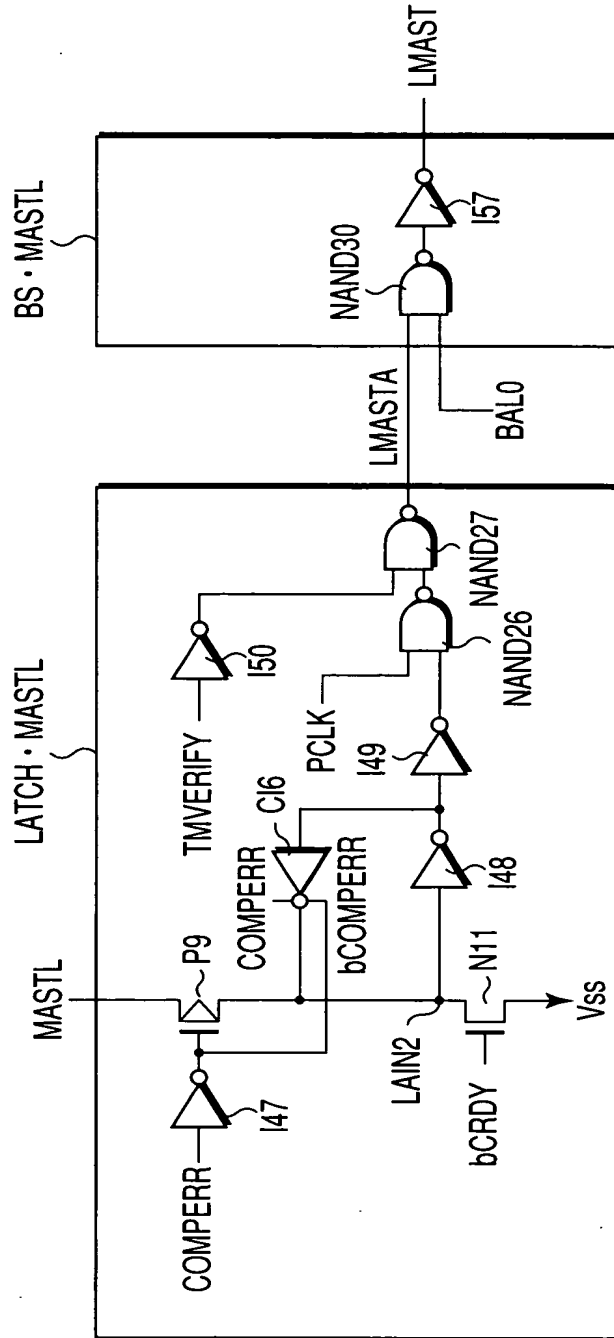 LATCH・MASTL
BS・MASTL
MASTL
COMPERR
I47
P9
COMPERR
bCOMPERR
CI6
TMVERIFY
I50
PCLK
LAIN2
I48
I49
NAND26
NAND27
bCRDY
N11
Vss
LMASTA
BAL0
NAND30
I57
LMAST